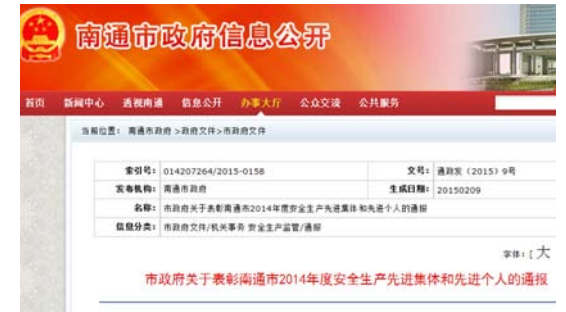 南通市政府信息公开
首页 新闻中心 透视南通 信息公开 办事大厅 公众交流 公共服务
当前位置： 南通市政府 >政府文件>市政府文件
索引号： 014207264/2015-0158 文号： 通政发（2015）9号
发布机构： 南通市政府 生成日期： 20150209
名称： 市政府关于表彰南通市2014年度安全生产先进集体和先进个人的通报
信息分类： 市政府文件/机关事务 安全生产监管/通报
字体：[ 大
市政府关于表彰南通市2014年度安全生产先进集体和先进个人的通报